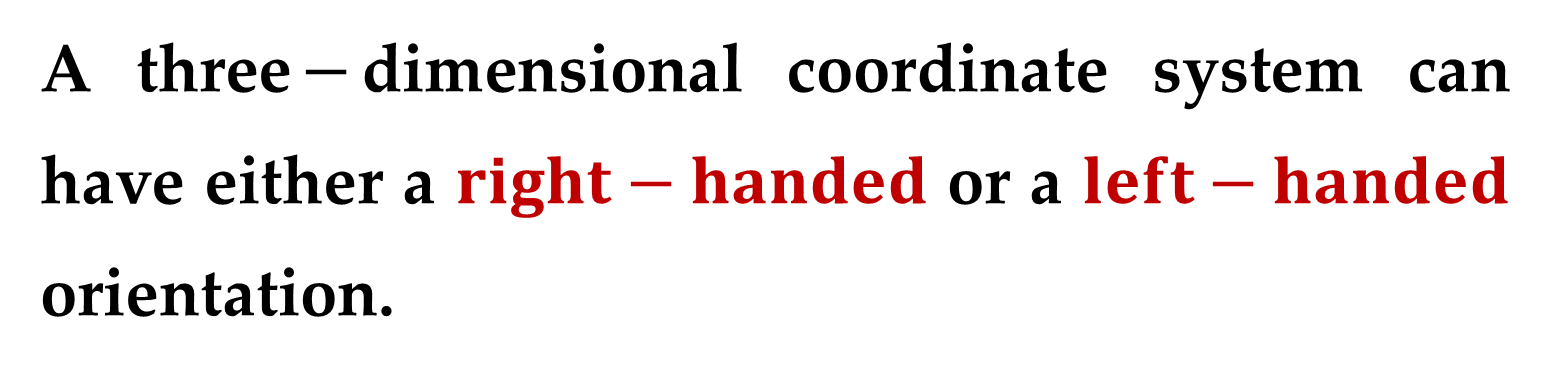 A three – dimensional coordinate system can
have either a right – handed or a left – handed
orientation.